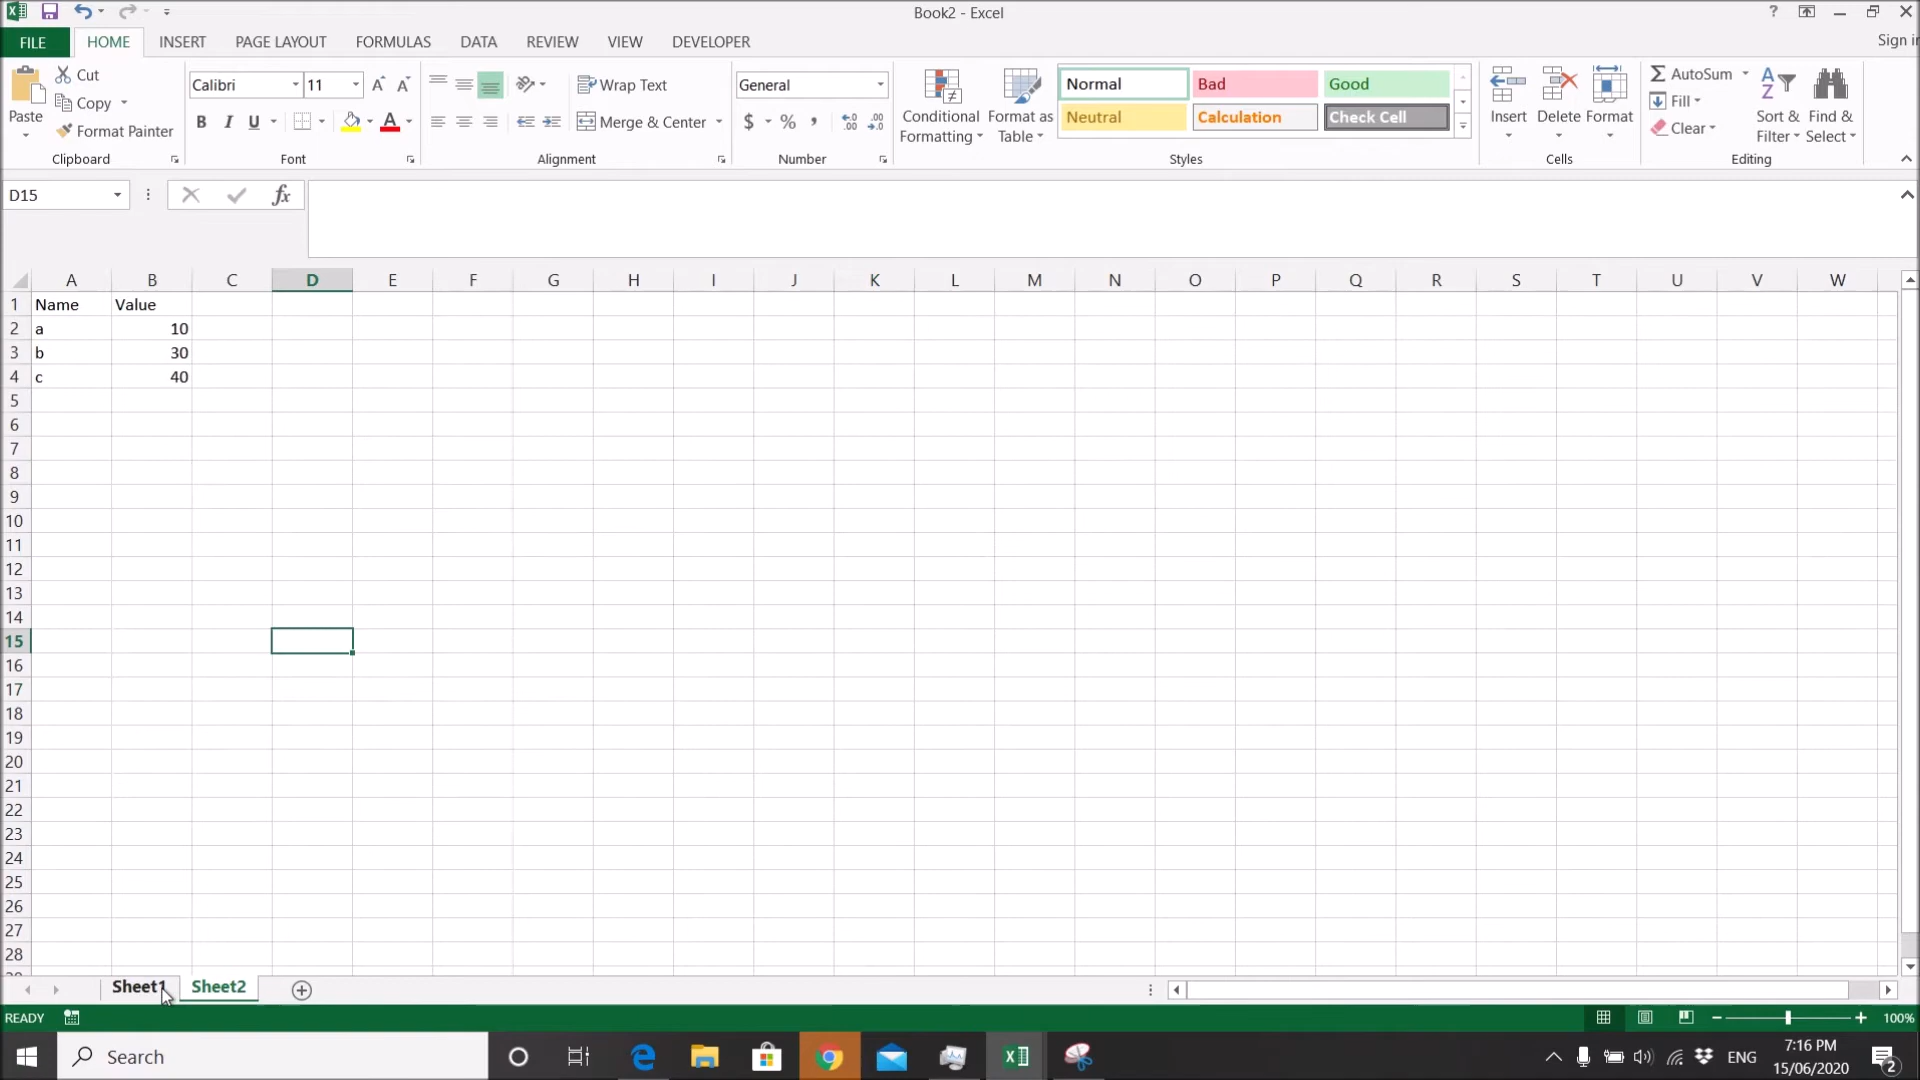 Book2 - Excel
?
FILE HOME INSERT PAGE LAYOUT FORMULAS DATA REVIEW VIEW DEVELOPER
Sign in
Paste
Cut
Copy
Format Painter
Clipboard
Calibri 11
B I U
Font
Wrap Text
Merge & Center
Alignment
General
$ % ,
Number
Conditional Formatting
Format as Table
Normal Bad Good
Neutral Calculation Check Cell
Styles
Insert Delete Format
Cells
AutoSum
Fill
Clear
Sort & Filter
Find & Select
Editing
D15
fx
A B C D E F G H I J K L M N O P Q R S T U V W
1 Name Value
2 a 10
3 b 30
4 c 40
5
6
7
8
9
10
11
12
13
14
15
16
17
18
19
20
21
22
23
24
25
26
27
28
Sheet1 Sheet2
READY
100%
Search
ENG
7:16 PM
15/06/2020
2